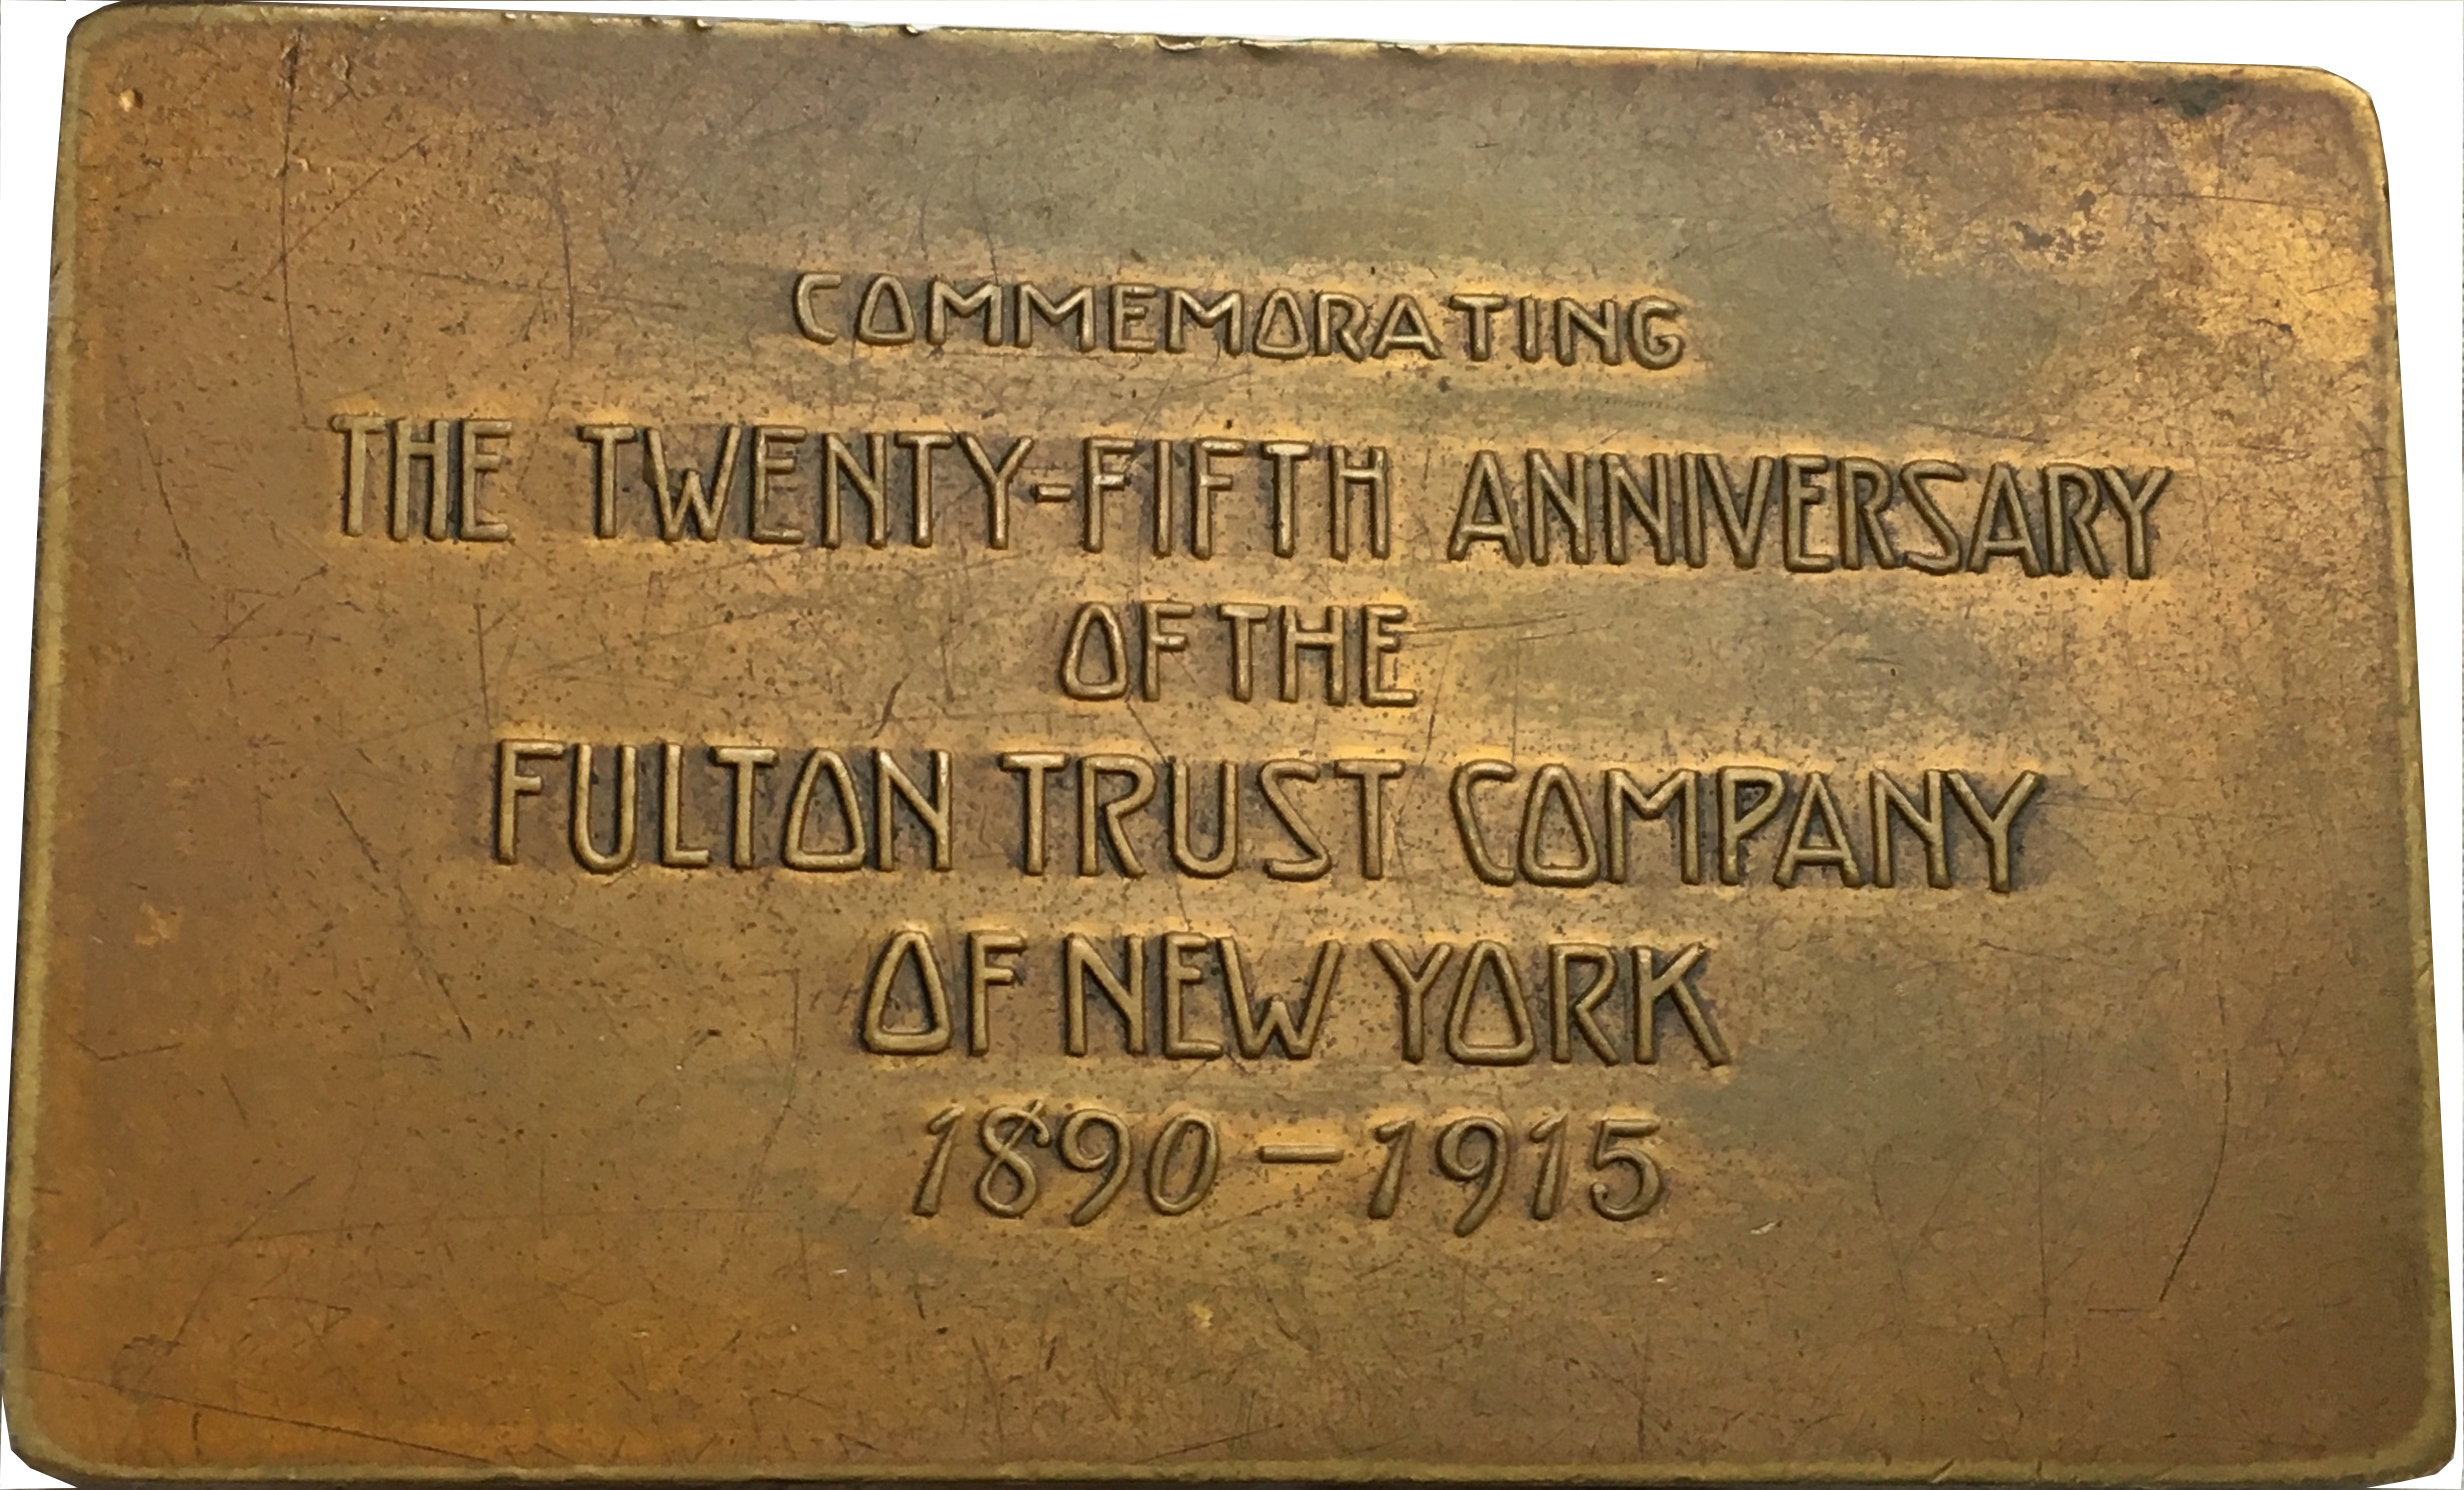 COMMEMORATING
THE TWENTY-FIFTH ANNIVERSARY
OF THE
FULTON TRUST COMPANY
OF NEW YORK
1890–1915